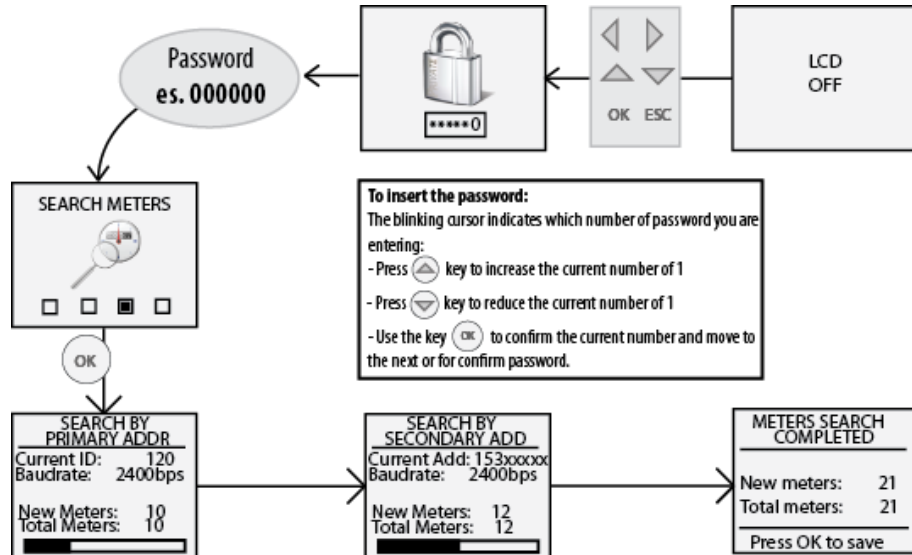 Password
es. 000000
*****0
OK ESC
LCD
OFF
SEARCH METERS
To insert the password:
The blinking cursor indicates which number of password you are
entering:
- Press key to increase the current number of 1
- Press key to reduce the current number of 1
- Use the key OK to confirm the current number and move to
the next or for confirm password.
OK
SEARCH BY
PRIMARY ADDR
Current ID: 120
Baudrate: 2400bps
New Meters: 10
Total Meters: 10
SEARCH BY
SECONDARY ADD
Current Add: 153xxxxx
Baudrate: 2400bps
New Meters: 12
Total Meters: 12
METERS SEARCH
COMPLETED
New meters: 21
Total meters: 21
Press OK to save